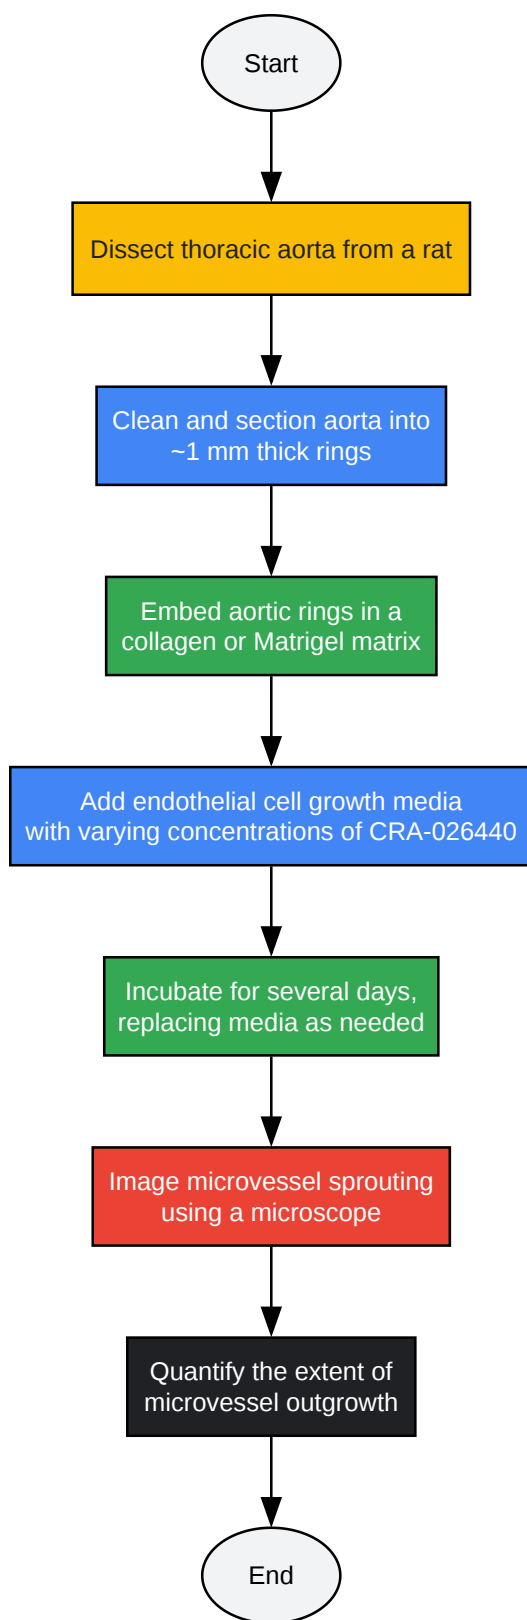 Start
Dissect thoracic aorta from a rat
Clean and section aorta into
~1 mm thick rings
Embed aortic rings in a
collagen or Matrigel matrix
Add endothelial cell growth media
with varying concentrations of CRA-026440
Incubate for several days,
replacing media as needed
Image microvessel sprouting
using a microscope
Quantify the extent of
microvessel outgrowth
End